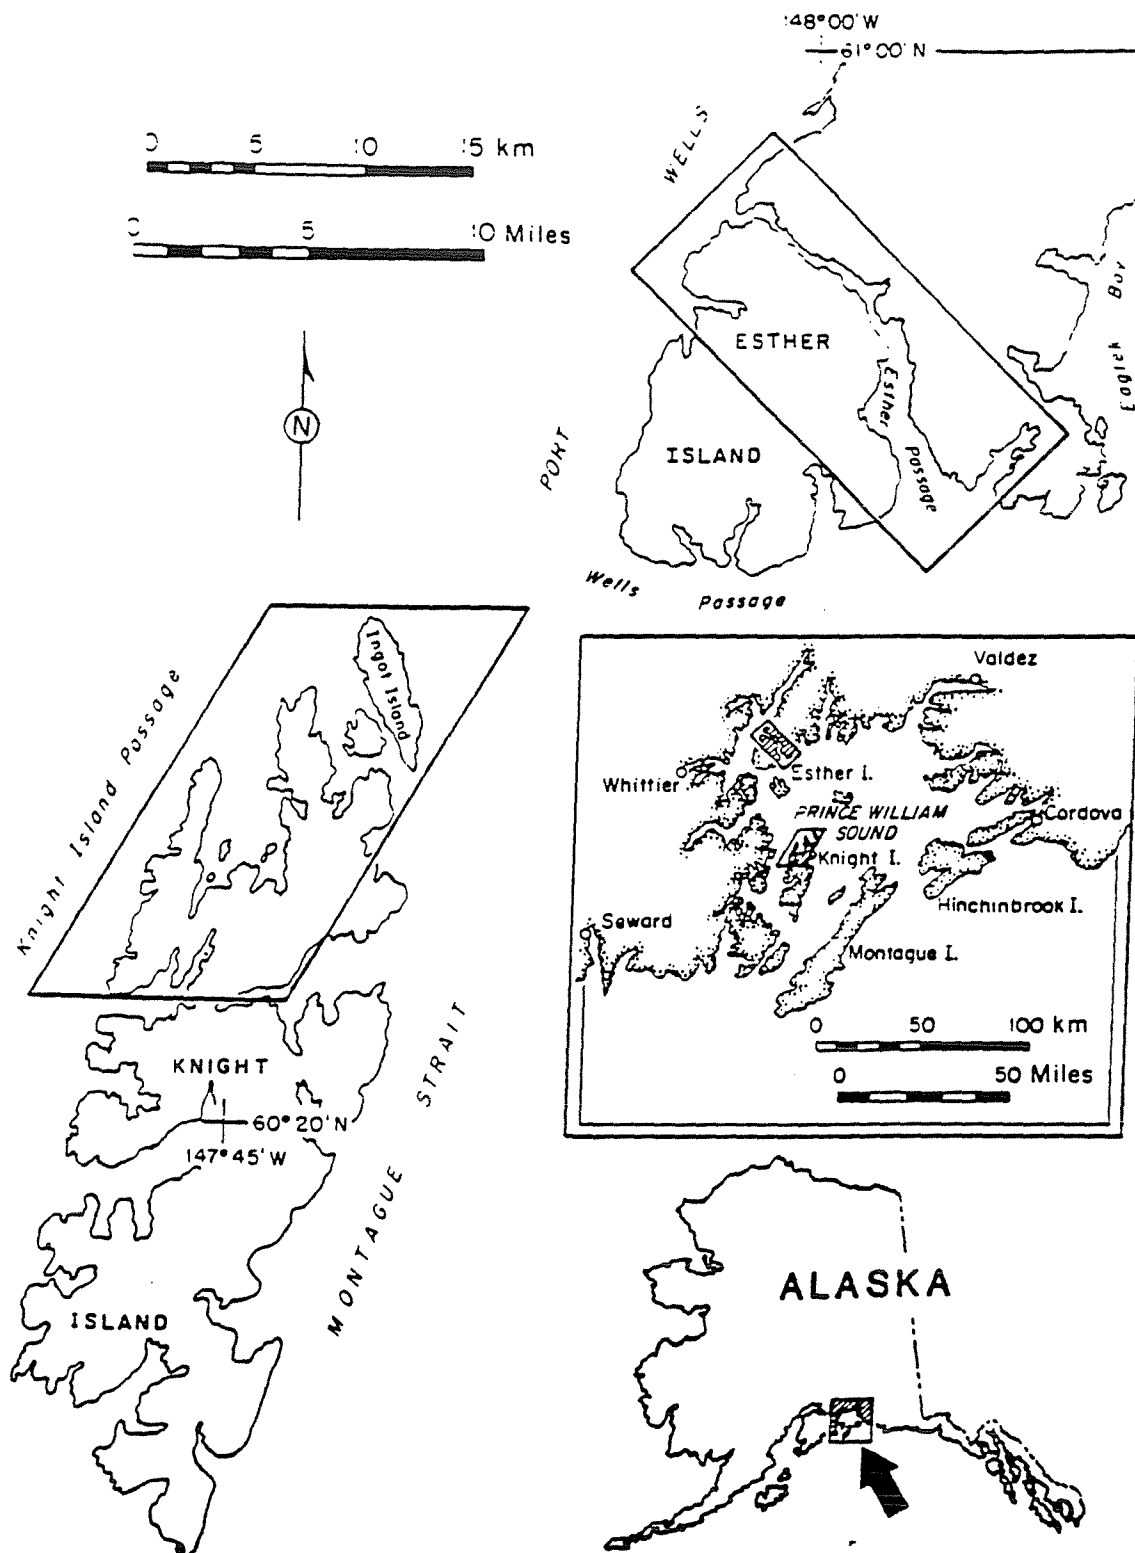 148°00'W
61°00'N
0 5 10 15 km
0 5 10 Miles
N
WELLS
PORT
ESTHER
ISLAND
Esther
Passage
Bay
Wells Passage
Knight Island Passage
Ingot Island
KNIGHT
60°20'N
147°45'W
ISLAND
MONTAGUE STRAIT
Valdez
Whittier
Esther I.
PRINCE WILLIAM
SOUND
Cordova
Knight I.
Hinchinbrook I.
Seward
Montague I.
0 50 100 km
0 50 Miles
ALASKA